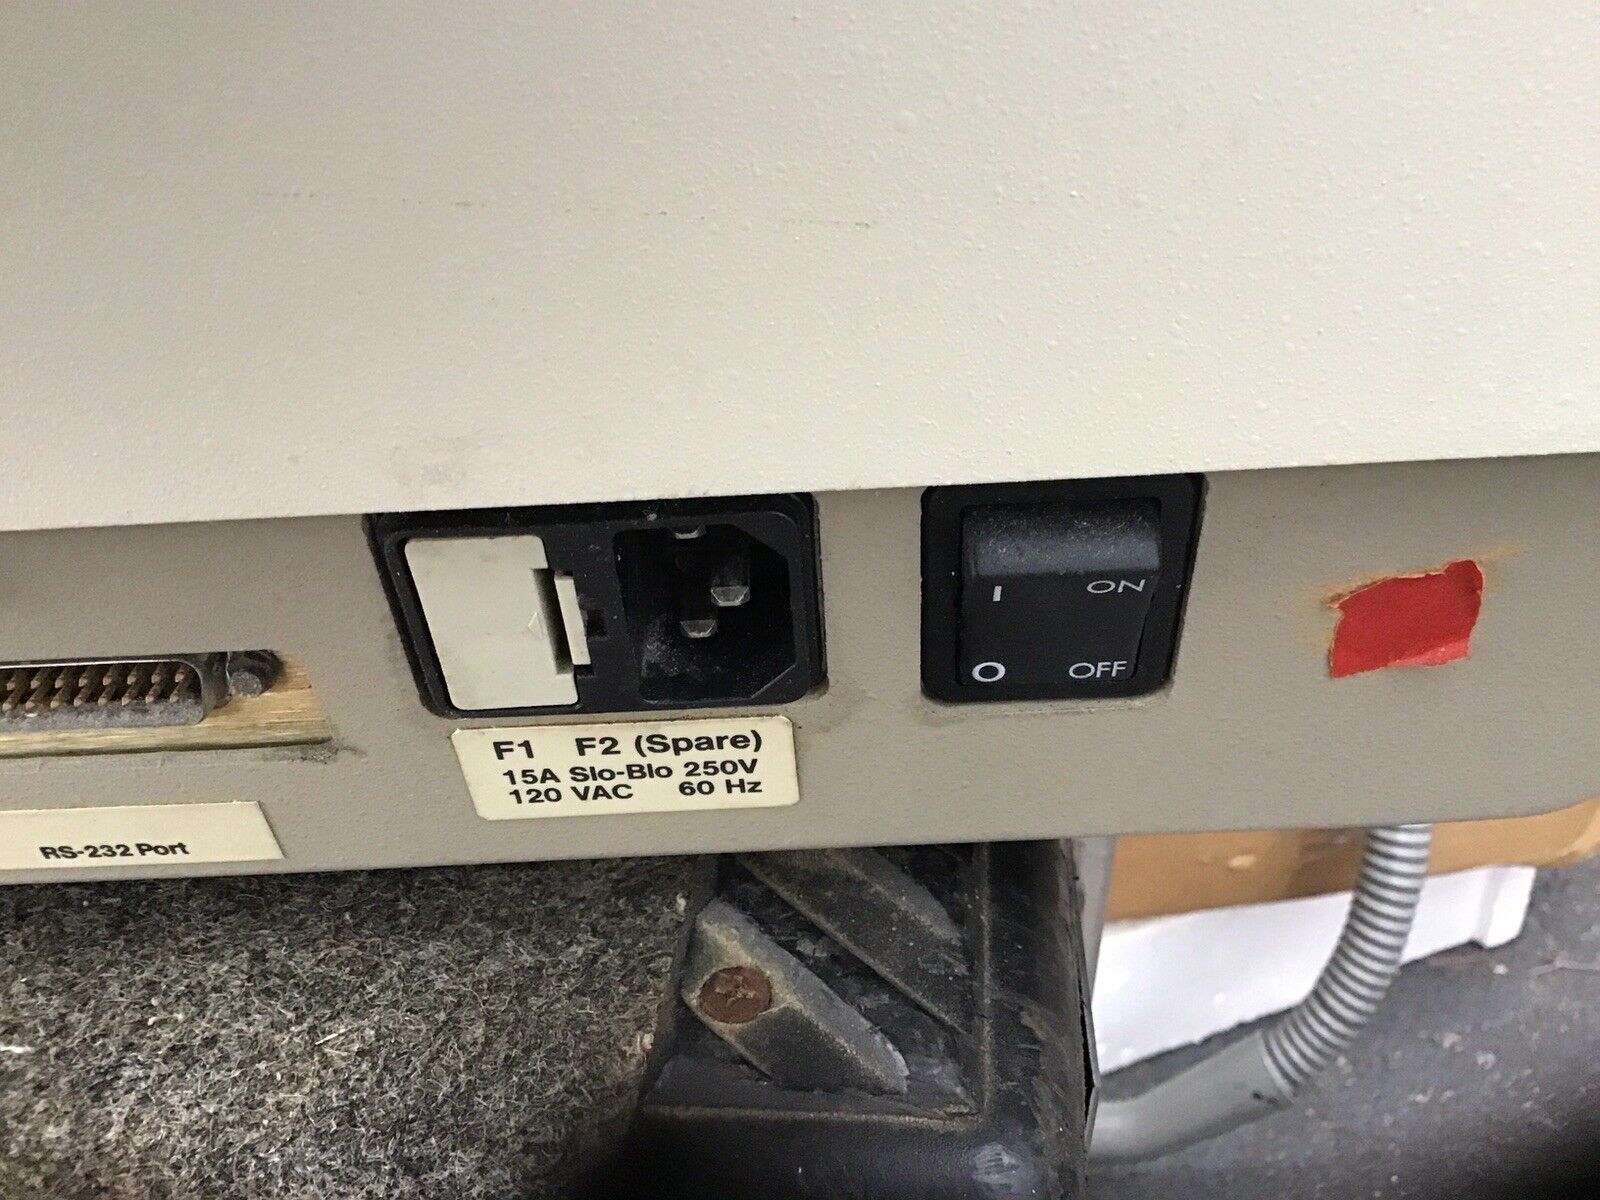 I ON
O OFF
F1 F2 (Spare)
15A Slo-Blo 250V
120 VAC 60 Hz
RS-232 Port